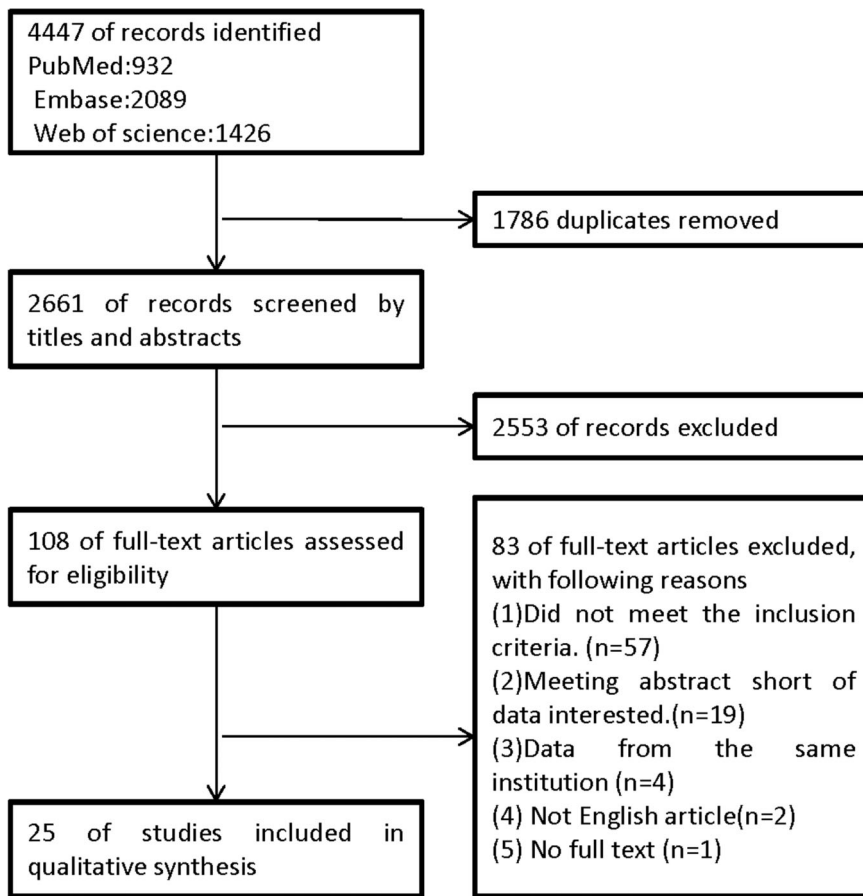 4447 of records identified
PubMed:932
Embase:2089
Web of science:1426
1786 duplicates removed
2661 of records screened by
titles and abstracts
2553 of records excluded
108 of full-text articles assessed
for eligibility
83 of full-text articles excluded,
with following reasons
(1)Did not meet the inclusion
criteria. (n=57)
(2)Meeting abstract short of
data interested.(n=19)
(3)Data from the same
institution (n=4)
(4) Not English article(n=2)
(5) No full text (n=1)
25 of studies included in
qualitative synthesis